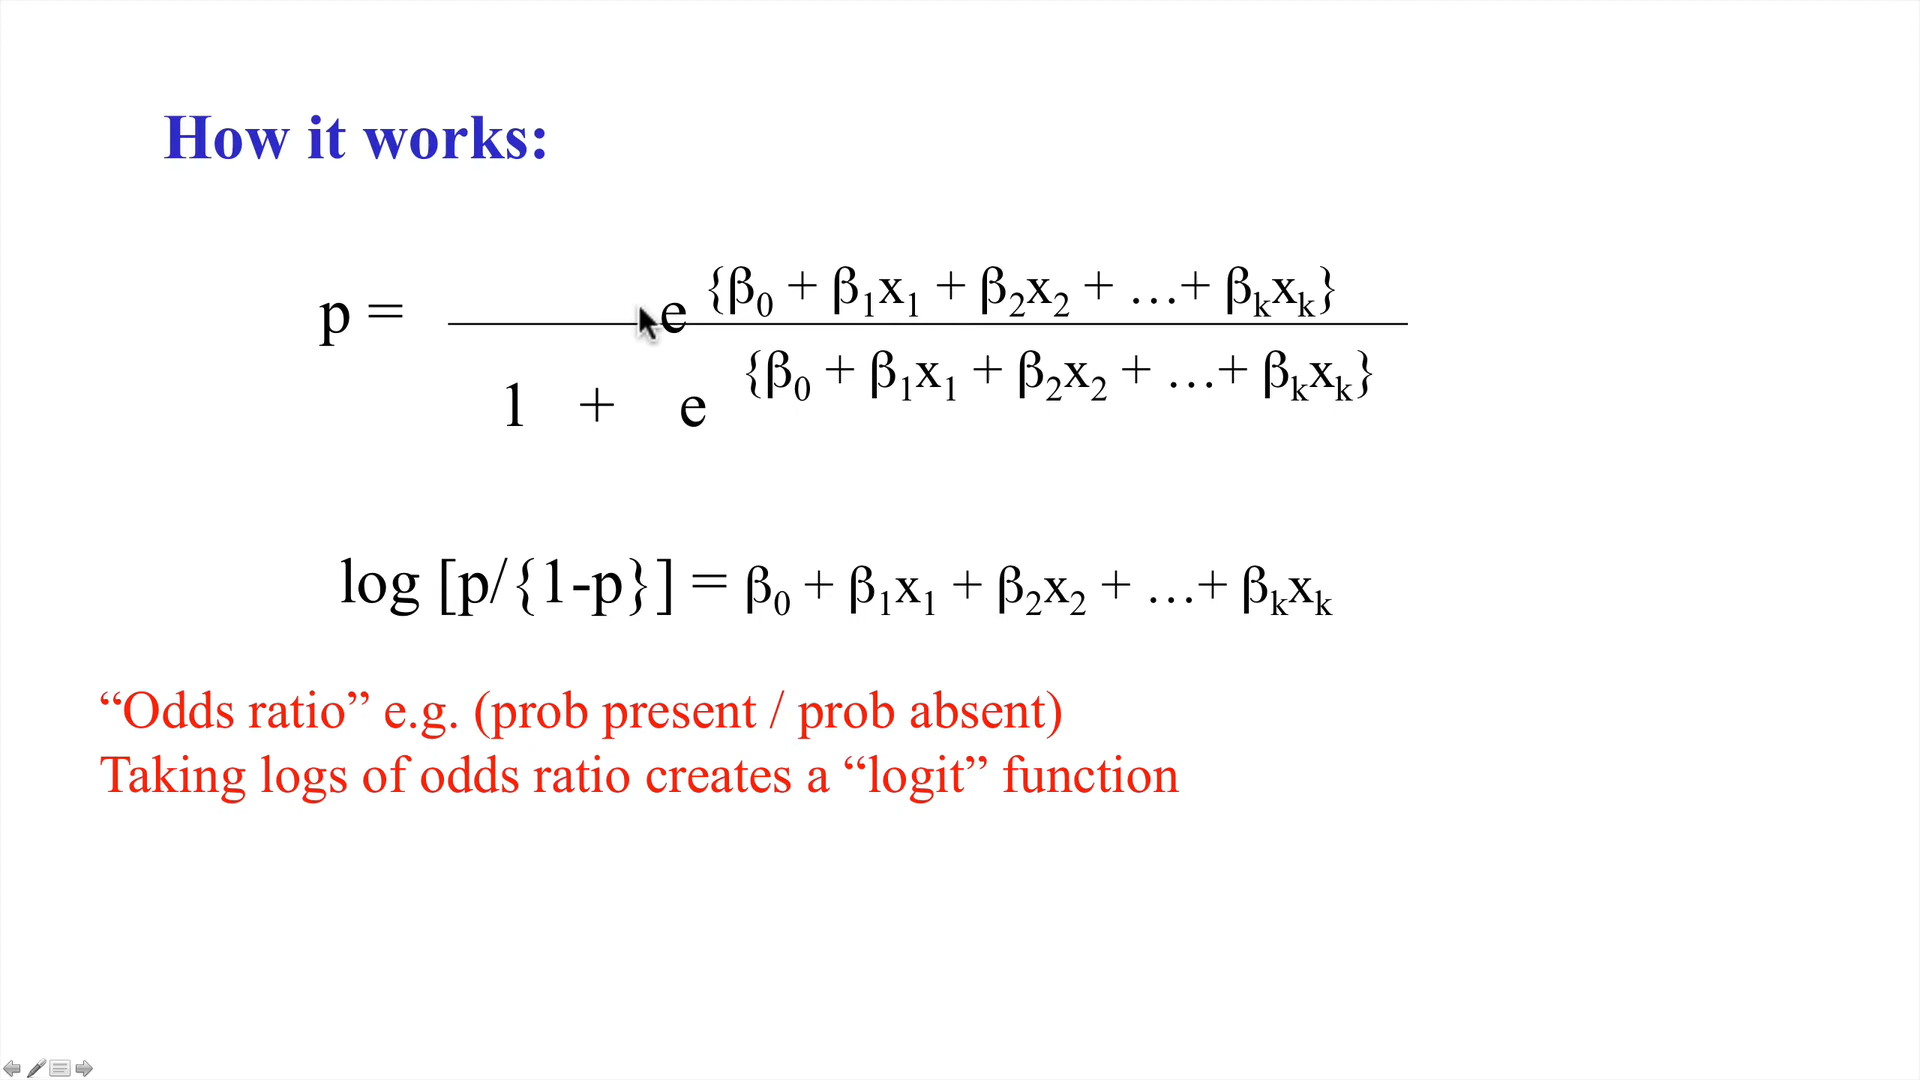 How it works:
p = e {β₀ + β₁x₁ + β₂x₂ + …+ βₖxₖ}
1 + e {β₀ + β₁x₁ + β₂x₂ + …+ βₖxₖ}
log [p/{1-p}] = β₀ + β₁x₁ + β₂x₂ + …+ βₖxₖ
“Odds ratio” e.g. (prob present / prob absent)
Taking logs of odds ratio creates a “logit” function